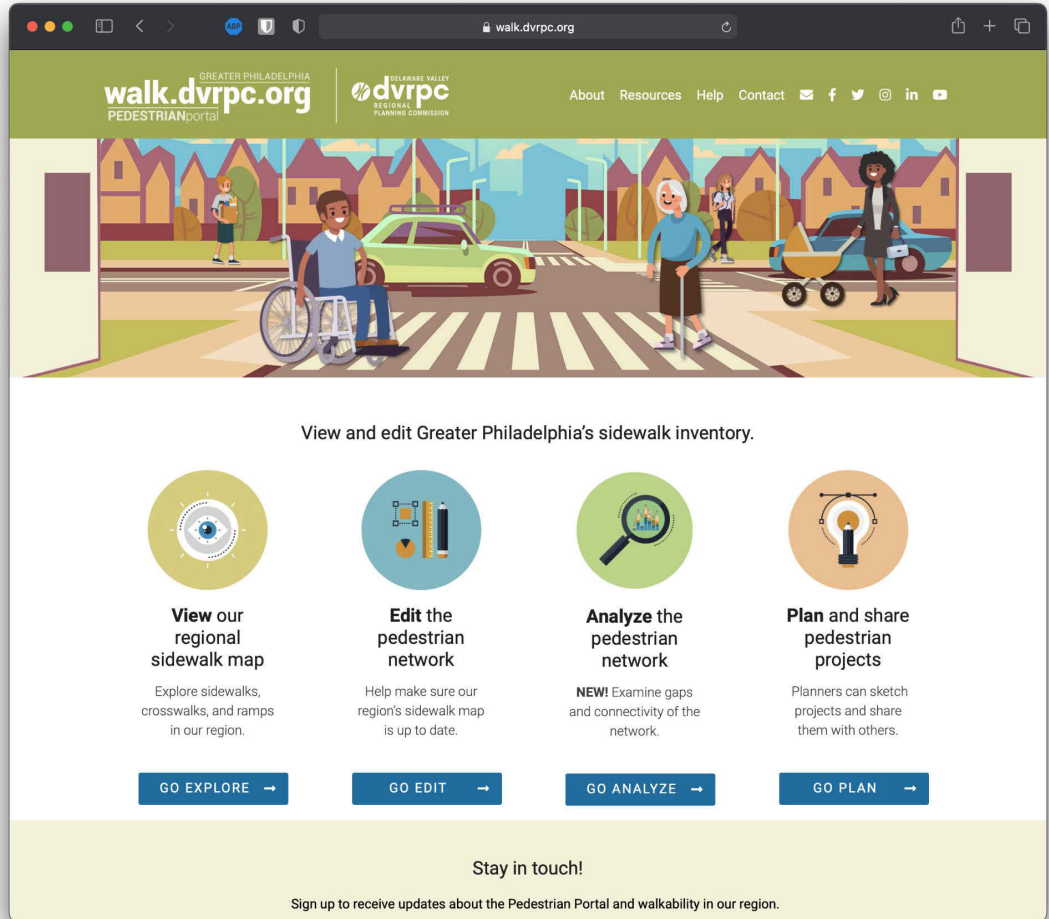 ABP
walk.dvrpc.org
GREATER PHILADELPHIA
walk.dvrpc.org
PEDESTRIANportal
DELAWARE VALLEY
dvrpc
REGIONAL
PLANNING COMMISSION
About Resources Help Contact
View and edit Greater Philadelphia's sidewalk inventory.
View our
regional
sidewalk map
Explore sidewalks,
crosswalks, and ramps
in our region.
GO EXPLORE →
Edit the
pedestrian
network
Help make sure our
region's sidewalk map
is up to date.
GO EDIT →
Analyze the
pedestrian
network
NEW! Examine gaps
and connectivity of the
network.
GO ANALYZE →
Plan and share
pedestrian
projects
Planners can sketch
projects and share
them with others.
GO PLAN →
Stay in touch!
Sign up to receive updates about the Pedestrian Portal and walkability in our region.